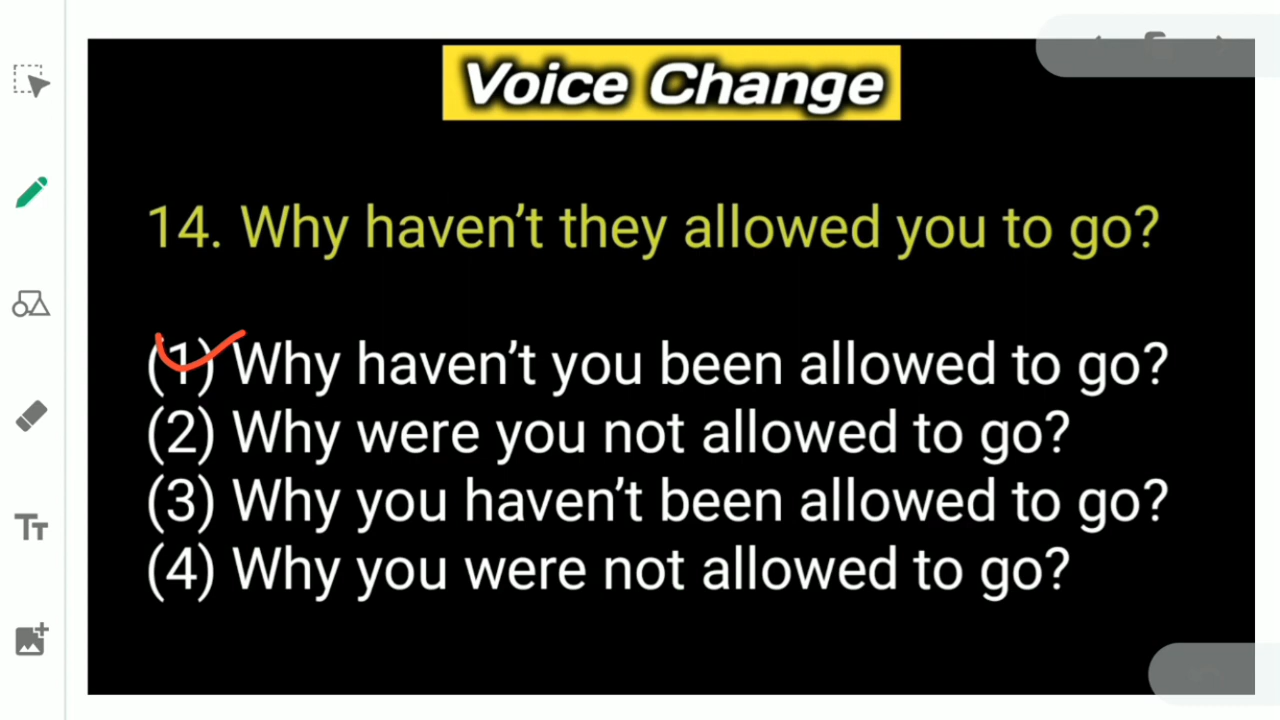 Voice Change
14. Why haven’t they allowed you to go?
(1) Why haven’t you been allowed to go?
(2) Why were you not allowed to go?
(3) Why you haven’t been allowed to go?
(4) Why you were not allowed to go?
Tт